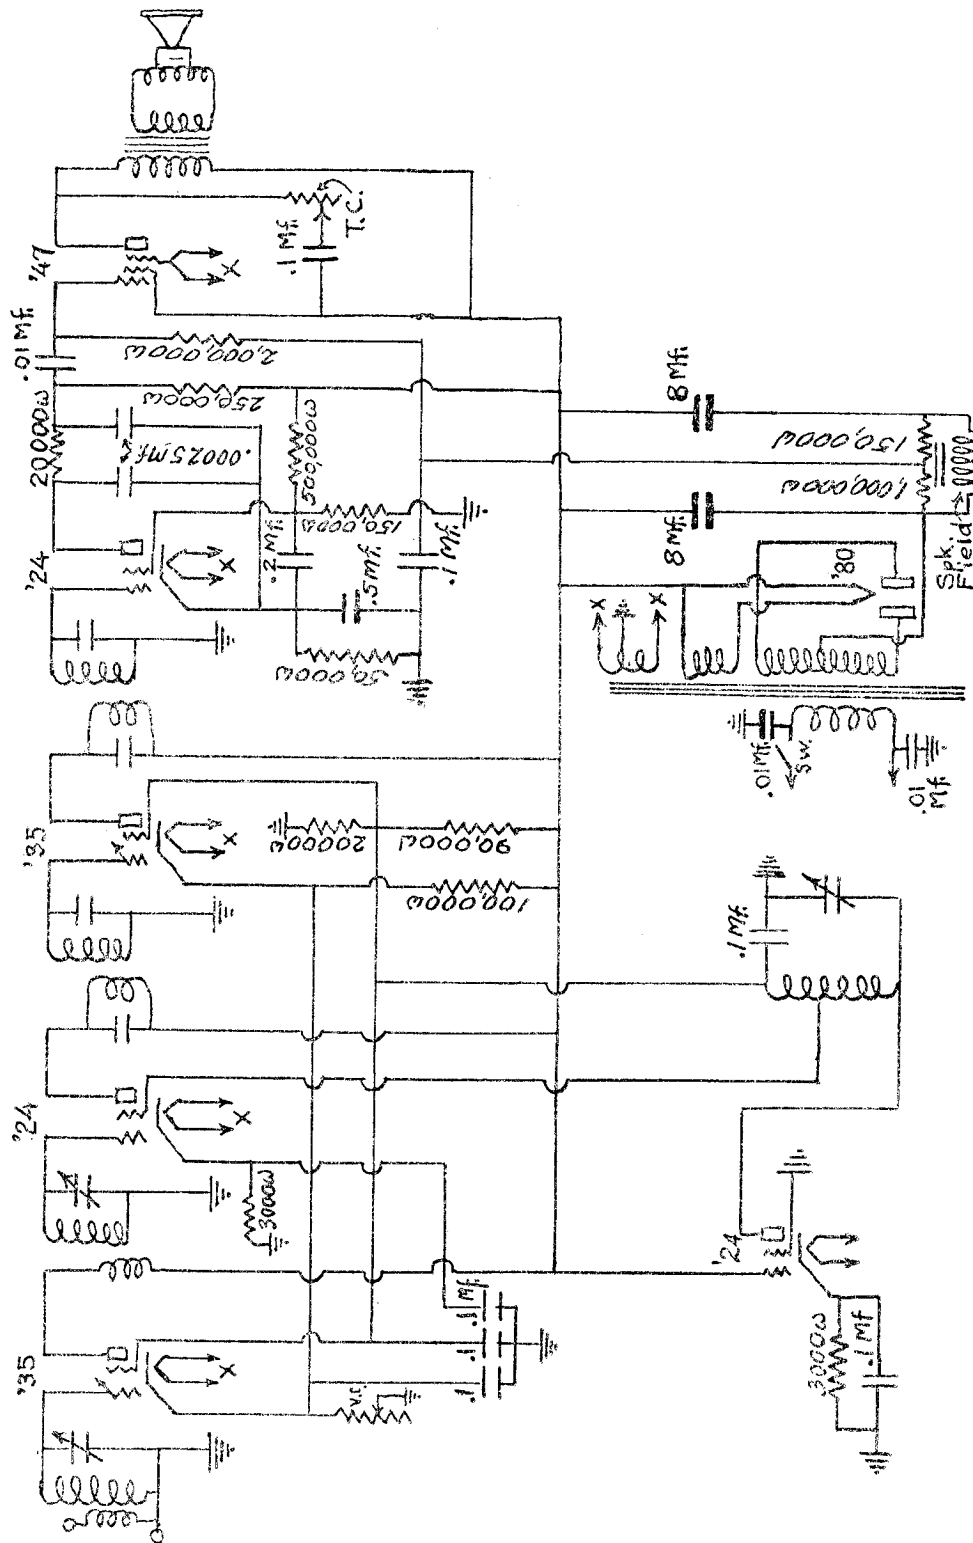 '35
'24
'35
'24
'47
20000ω
.01 Mf.
.00025 Mf.
250,000ω
2,000,000ω
500,000ω
150,000ω
.2 Mf.
.5 Mf.
.1 Mf.
50,000ω
.1 Mf.
T.C.
X
X
X
X
X
3000ω
V.C.
.1
.1
.1 Mf.
20000ω
90,000ω
100,000ω
8 Mf.
8 Mf.
150,000ω
1,000,000ω
Spk.
Field
'80
X
X
.01 Mf.
Sw.
.01
Mf.
.1 Mf.
'24
3000ω
.1 Mf